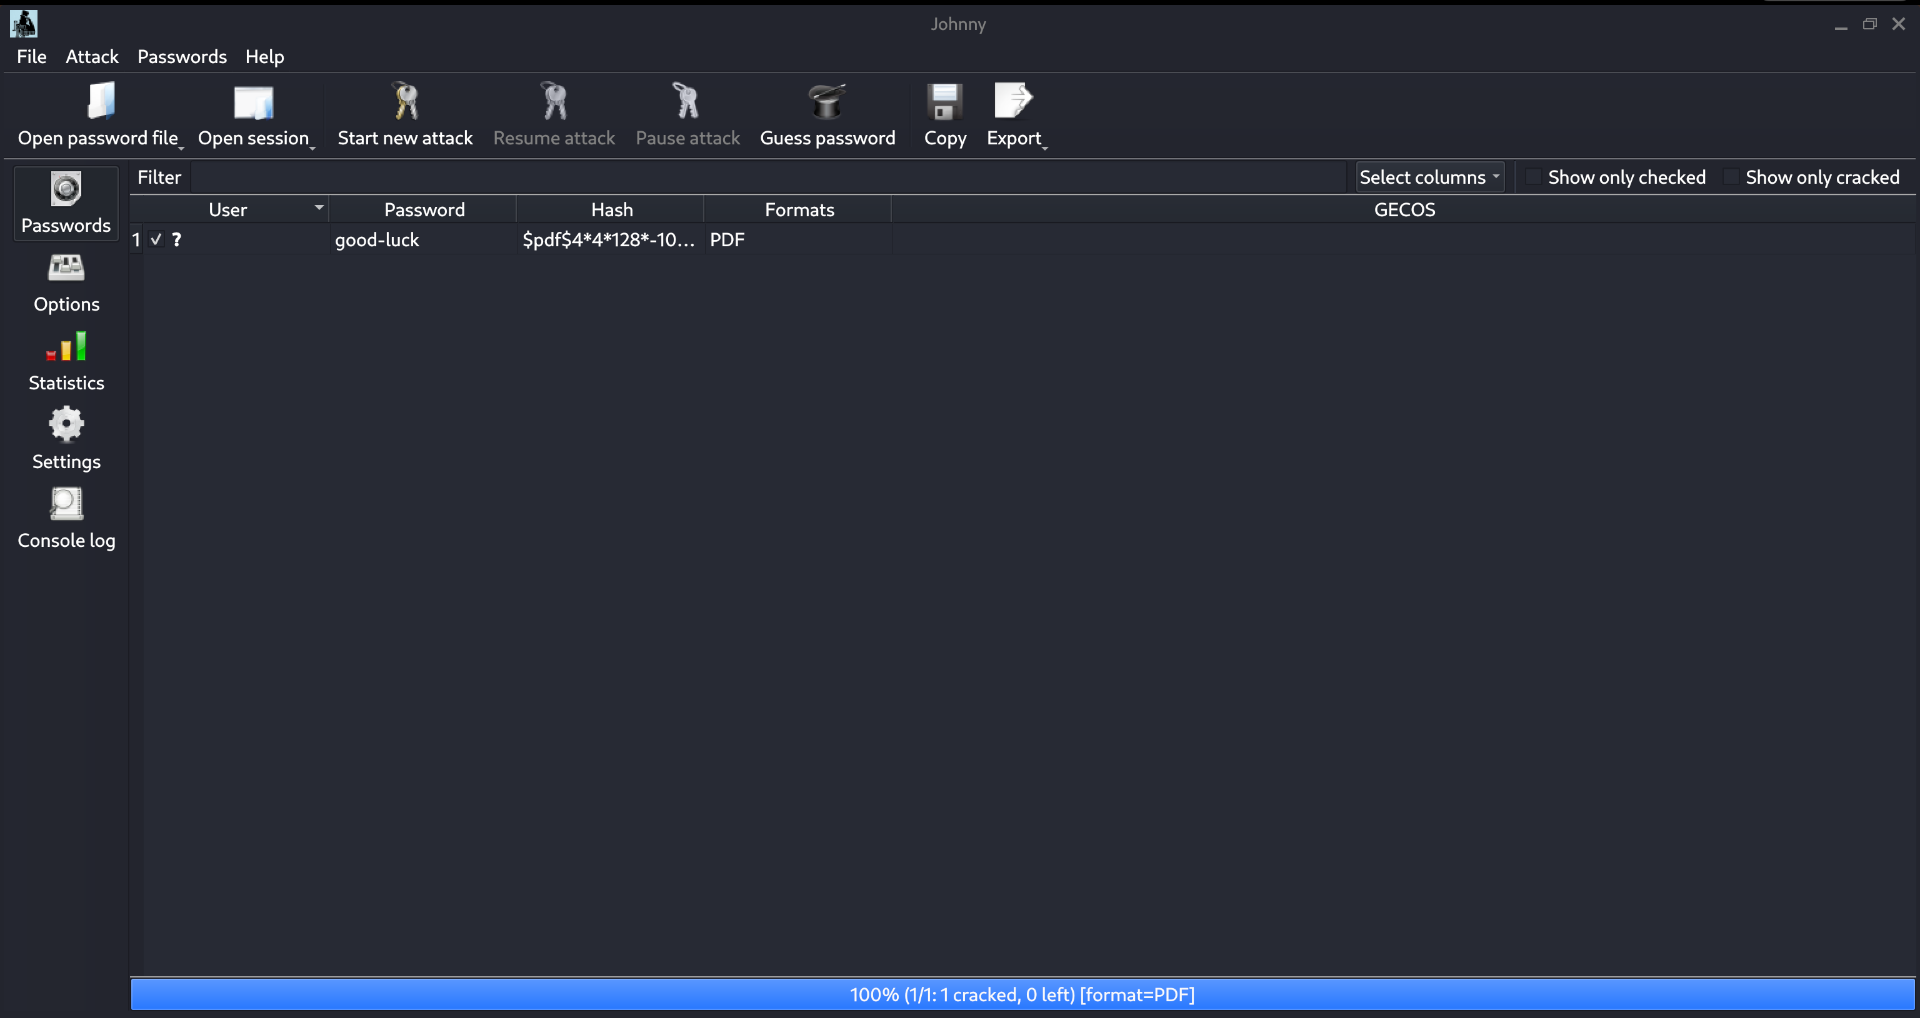 Johnny
File Attack Passwords Help
Open password file Open session Start new attack Resume attack Pause attack Guess password Copy Export
Passwords
Options
Statistics
Settings
Console log
Filter Select columns Show only checked Show only cracked
User Password Hash Formats GECOS
1 ? good-luck $pdf$4*4*128*-10... PDF
100% (1/1: 1 cracked, 0 left) [format=PDF]